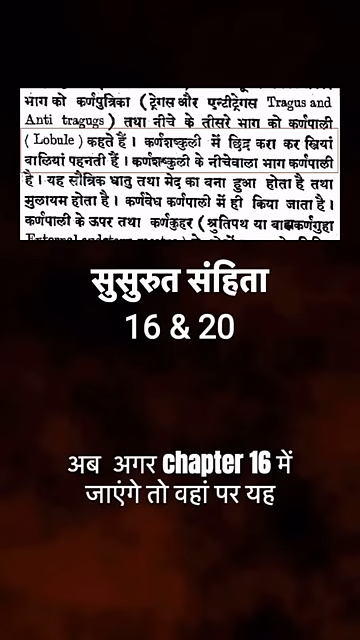 भाग को कर्णपुत्रिका ( ट्रेगस और एन्टीट्रेगस Tragus and
Anti tragugs ) तथा नीचे के तीसरे भाग को कर्णपाली
( Lobule ) कहते हैं । कर्णशष्कुली में छिद्र करा कर स्त्रियां
बालियां पहनती हैं । कर्णशष्कुली के नीचेवाला भाग कर्णपाली
है । यह सौत्रिक धातु तथा मेद का बना हुआ होता है तथा
मुलायम होता है । कर्णवेध कर्णपाली में ही किया जाता है ।
कर्णपाली के ऊपर तथा कर्णकुहर ( श्रुतिपथ या बाह्यकर्णगुहा
सुसुरुत संहिता
16 & 20
अब अगर chapter 16 में
जाएंगे तो वहां पर यह